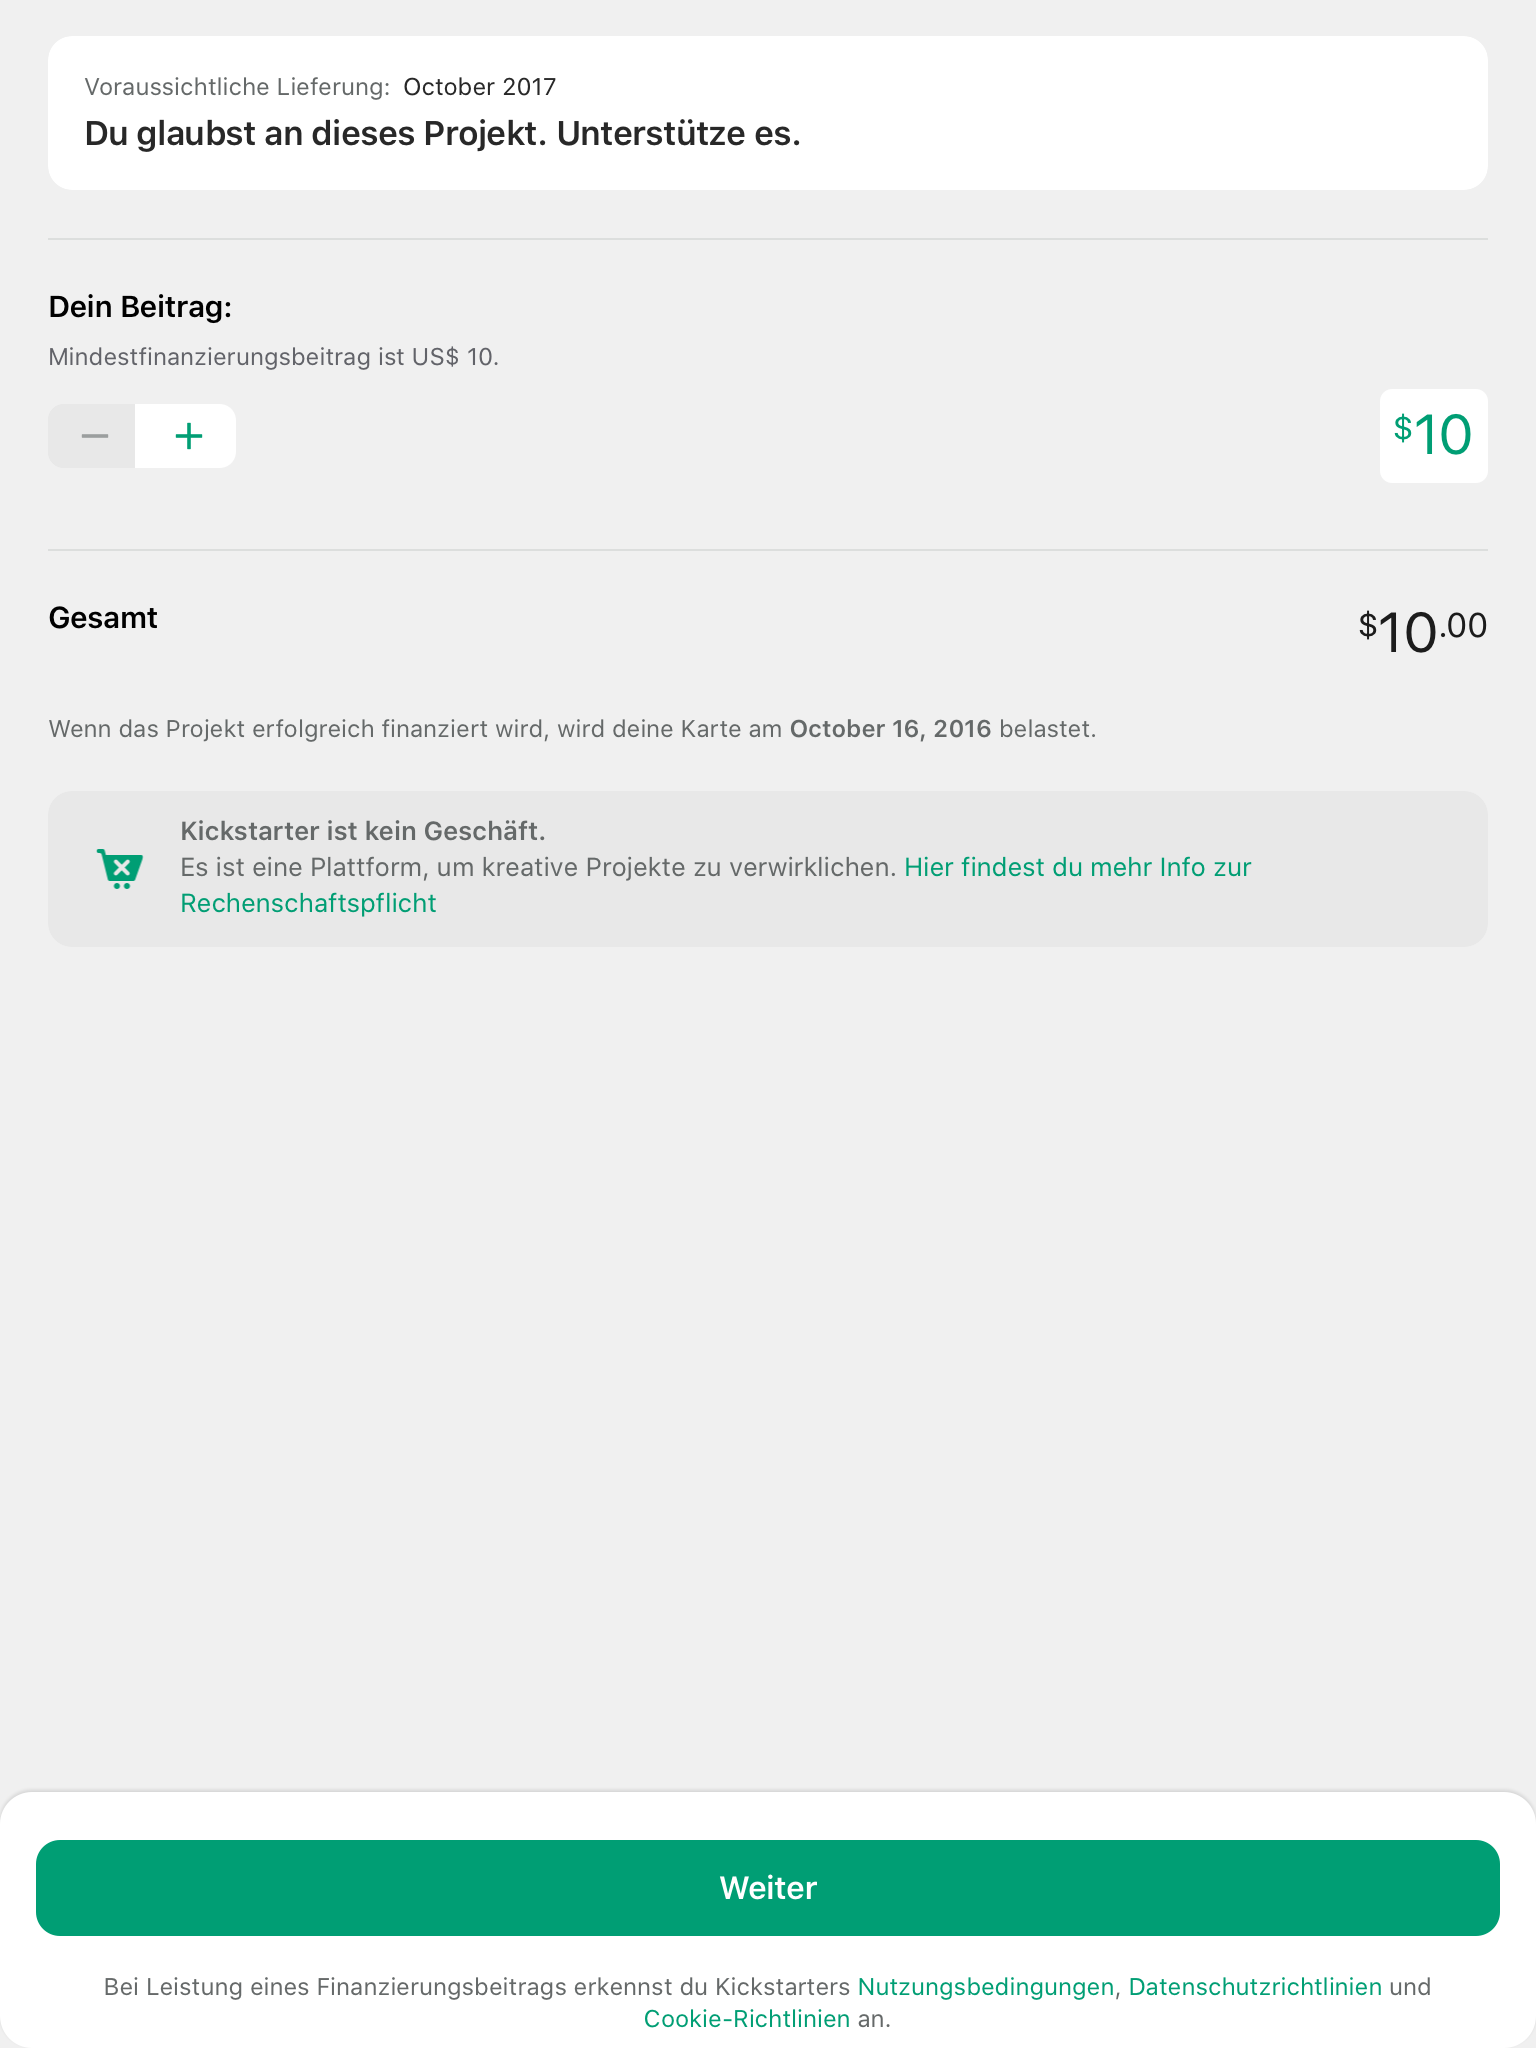 Voraussichtliche Lieferung: October 2017
Du glaubst an dieses Projekt. Unterstütze es.
Dein Beitrag:
Mindestfinanzierungsbeitrag ist US$ 10.
− + $10
Gesamt $10.00
Wenn das Projekt erfolgreich finanziert wird, wird deine Karte am October 16, 2016 belastet.
Kickstarter ist kein Geschäft.
Es ist eine Plattform, um kreative Projekte zu verwirklichen. Hier findest du mehr Info zur
Rechenschaftspflicht
Weiter
Bei Leistung eines Finanzierungsbeitrags erkennst du Kickstarters Nutzungsbedingungen, Datenschutzrichtlinien und
Cookie-Richtlinien an.